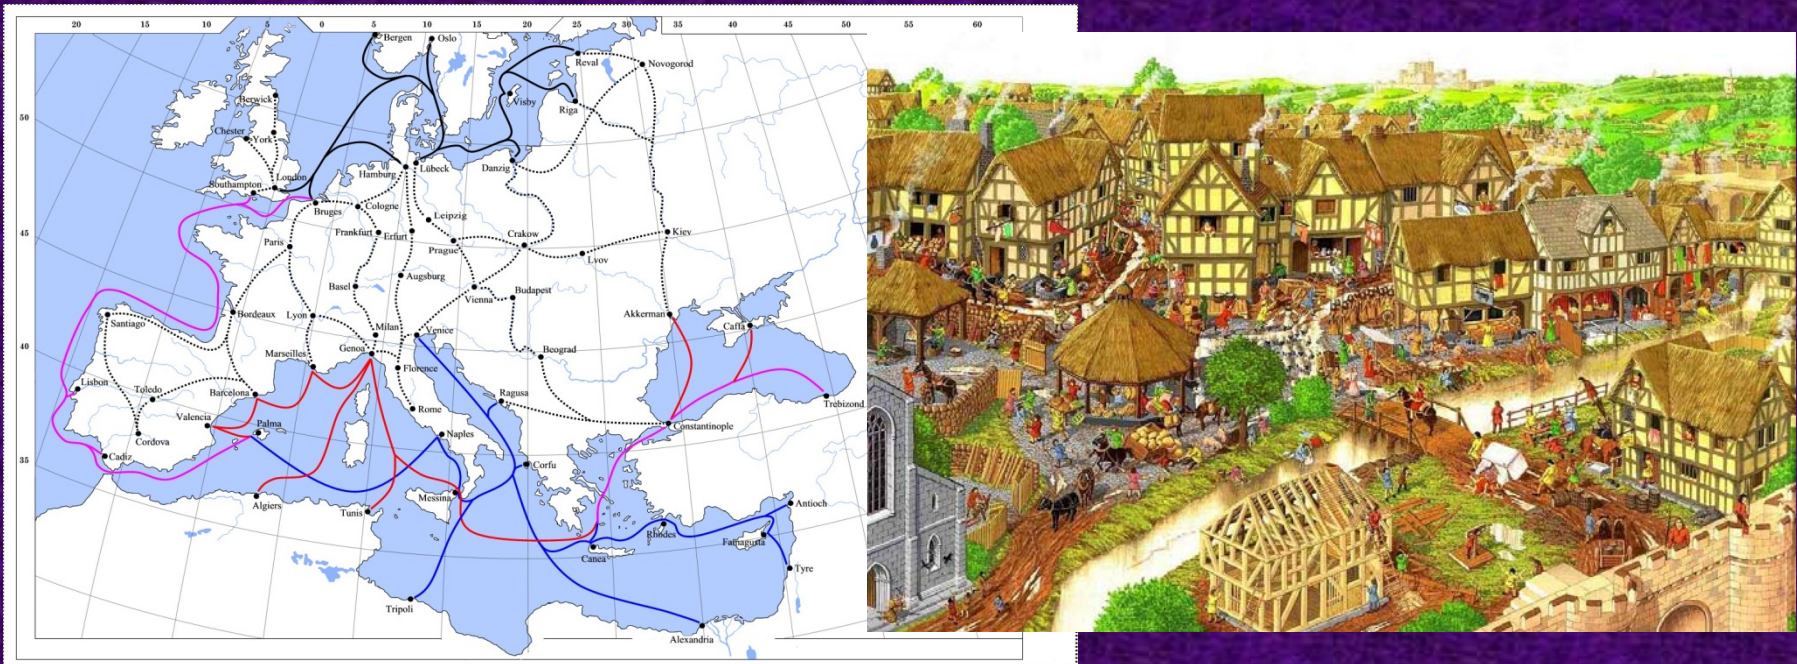 20 15 10 5 0 5 10 15 20 25 30 35 50 55 60
Bergen
Oslo
Reval
Novogorod
Berwick
Visby
Riga
50
Chester
York
Hamburg
Lübeck
Danzig
London
Southampton
Bruges
Cologne
Leipzig
45
Paris
Frankfurt
Erfurt
Prague
Crakow
Kiev
Lvov
Augsburg
Basel
Vienna
Budapest
Bordeaux
Lyon
Akkerman
Santiago
Milan
Venice
Caffa
40
Marseilles
Genoa
Beograd
Florence
Lisbon
Toledo
Barcelona
Ragusa
Trebizond
Valencia
Rome
Palma
Constantinople
Cordova
Naples
Cadiz
35
Corfu
Messina
Algiers
Antioch
Tunis
Rhodes
Famagusta
Canea
Tyre
Tripoli
Alexandria